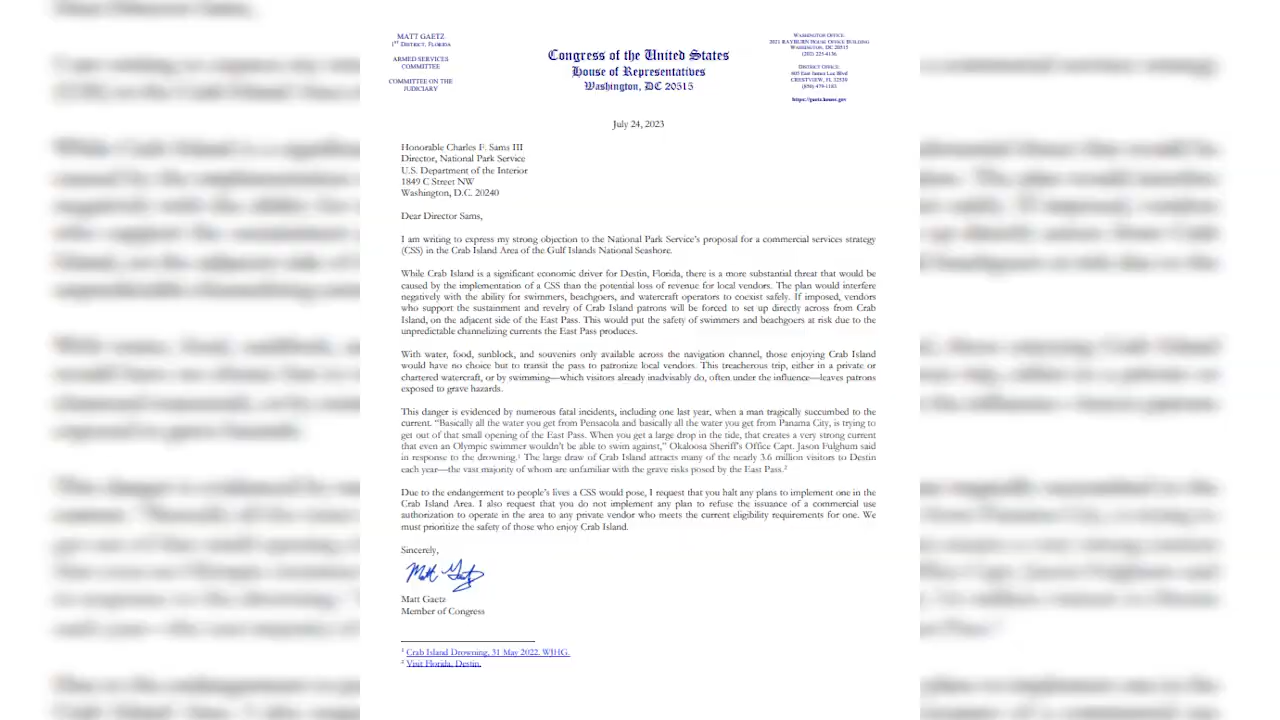 MATT GAETZ
1ST DISTRICT, FLORIDA
ARMED SERVICES
COMMITTEE
COMMITTEE ON THE
JUDICIARY
Congress of the United States
House of Representatives
Washington, DC 20515
WASHINGTON OFFICE:
2021 RAYBURN HOUSE OFFICE BUILDING
WASHINGTON, DC 20515
(202) 225-4136
DISTRICT OFFICE:
CRESTVIEW, FL 32539
(850) 479-1183
https://gaetz.house.gov
July 24, 2023
Honorable Charles F. Sams III
Director, National Park Service
U.S. Department of the Interior
1849 C Street NW
Washington, D.C. 20240
Dear Director Sams,
I am writing to express my strong objection to the National Park Service's proposal for a commercial services strategy
(CSS) in the Crab Island Area of the Gulf Islands National Seashore.
While Crab Island is a significant economic driver for Destin, Florida, there is a more substantial threat that would be
caused by the implementation of a CSS than the potential loss of revenue for local vendors. The plan would interfere
negatively with the ability for swimmers, beachgoers, and watercraft operators to coexist safely. If imposed, vendors
who support the sustainment and revelry of Crab Island patrons will be forced to set up directly across from Crab
Island, on the adjacent side of the East Pass. This would put the safety of swimmers and beachgoers at risk due to the
unpredictable channelizing currents the East Pass produces.
With water, food, sunblock, and souvenirs only available across the navigation channel, those enjoying Crab Island
would have no choice but to transit the pass to patronize local vendors. This treacherous trip, either in a private or
chartered watercraft, or by swimming—which visitors already inadvisably do, often under the influence—leaves patrons
exposed to grave hazards.
This danger is evidenced by numerous fatal incidents, including one last year, when a man tragically succumbed to the
current. "Basically all the water you get from Pensacola and basically all the water you get from Panama City, is trying to
get out of that small opening of the East Pass. When you get a large drop in the tide, that creates a very strong current
that even an Olympic swimmer wouldn't be able to swim against," Okaloosa Sheriff's Office Capt. Jason Fulghum said
in response to the drowning.¹ The large draw of Crab Island attracts many of the nearly 3.6 million visitors to Destin
each year—the vast majority of whom are unfamiliar with the grave risks posed by the East Pass.²
Due to the endangerment to people's lives a CSS would pose, I request that you halt any plans to implement one in the
Crab Island Area. I also request that you do not implement any plan to refuse the issuance of a commercial use
authorization to operate in the area to any private vendor who meets the current eligibility requirements for one. We
must prioritize the safety of those who enjoy Crab Island.
Sincerely,
Matt Gaetz
Matt Gaetz
Member of Congress
¹ Crab Island Drowning, 31 May 2022. WJHG.
² Visit Florida. Destin.